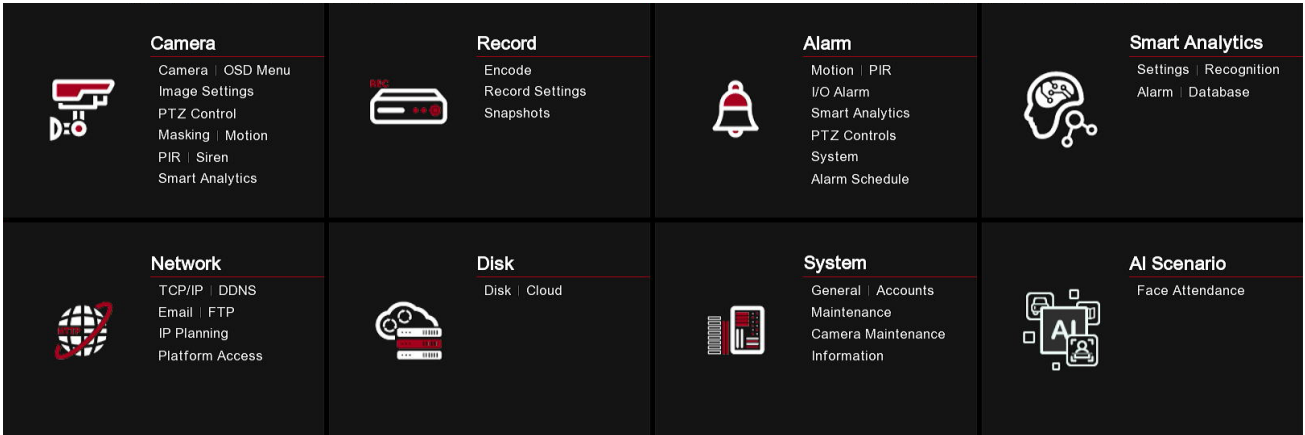 Camera
Camera | OSD Menu
Image Settings
PTZ Control
Masking | Motion
PIR | Siren
Smart Analytics
REC
Record
Encode
Record Settings
Snapshots
Alarm
Motion | PIR
I/O Alarm
Smart Analytics
PTZ Controls
System
Alarm Schedule
Smart Analytics
Settings | Recognition
Alarm | Database
HTTP
Network
TCP/IP | DDNS
Email | FTP
IP Planning
Platform Access
Disk
Disk | Cloud
System
General | Accounts
Maintenance
Camera Maintenance
Information
AI
AI Scenario
Face Attendance